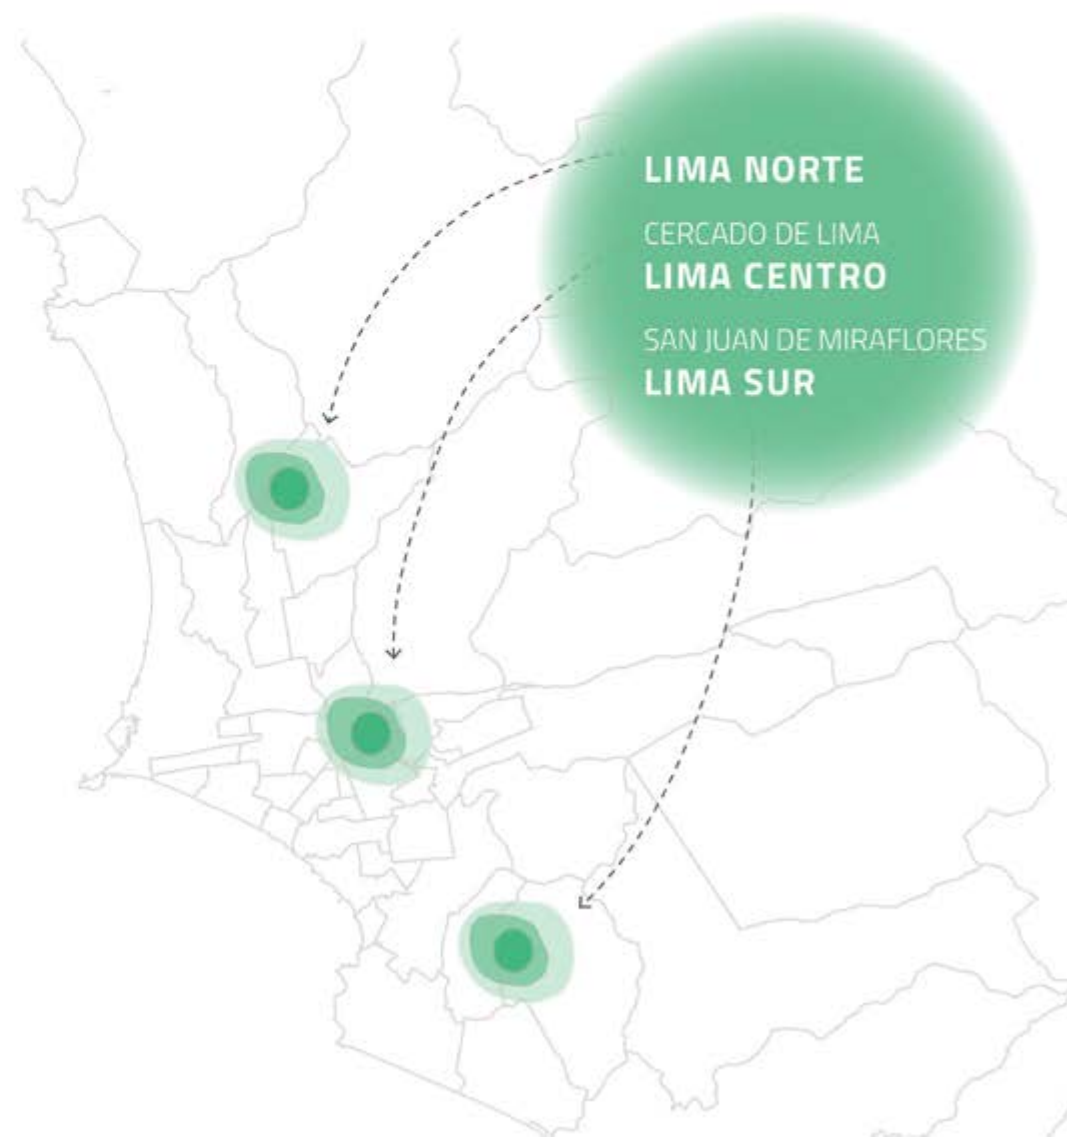 LIMA NORTE
CERCADO DE LIMA
LIMA CENTRO
SAN JUAN DE MIRAFLORES
LIMA SUR